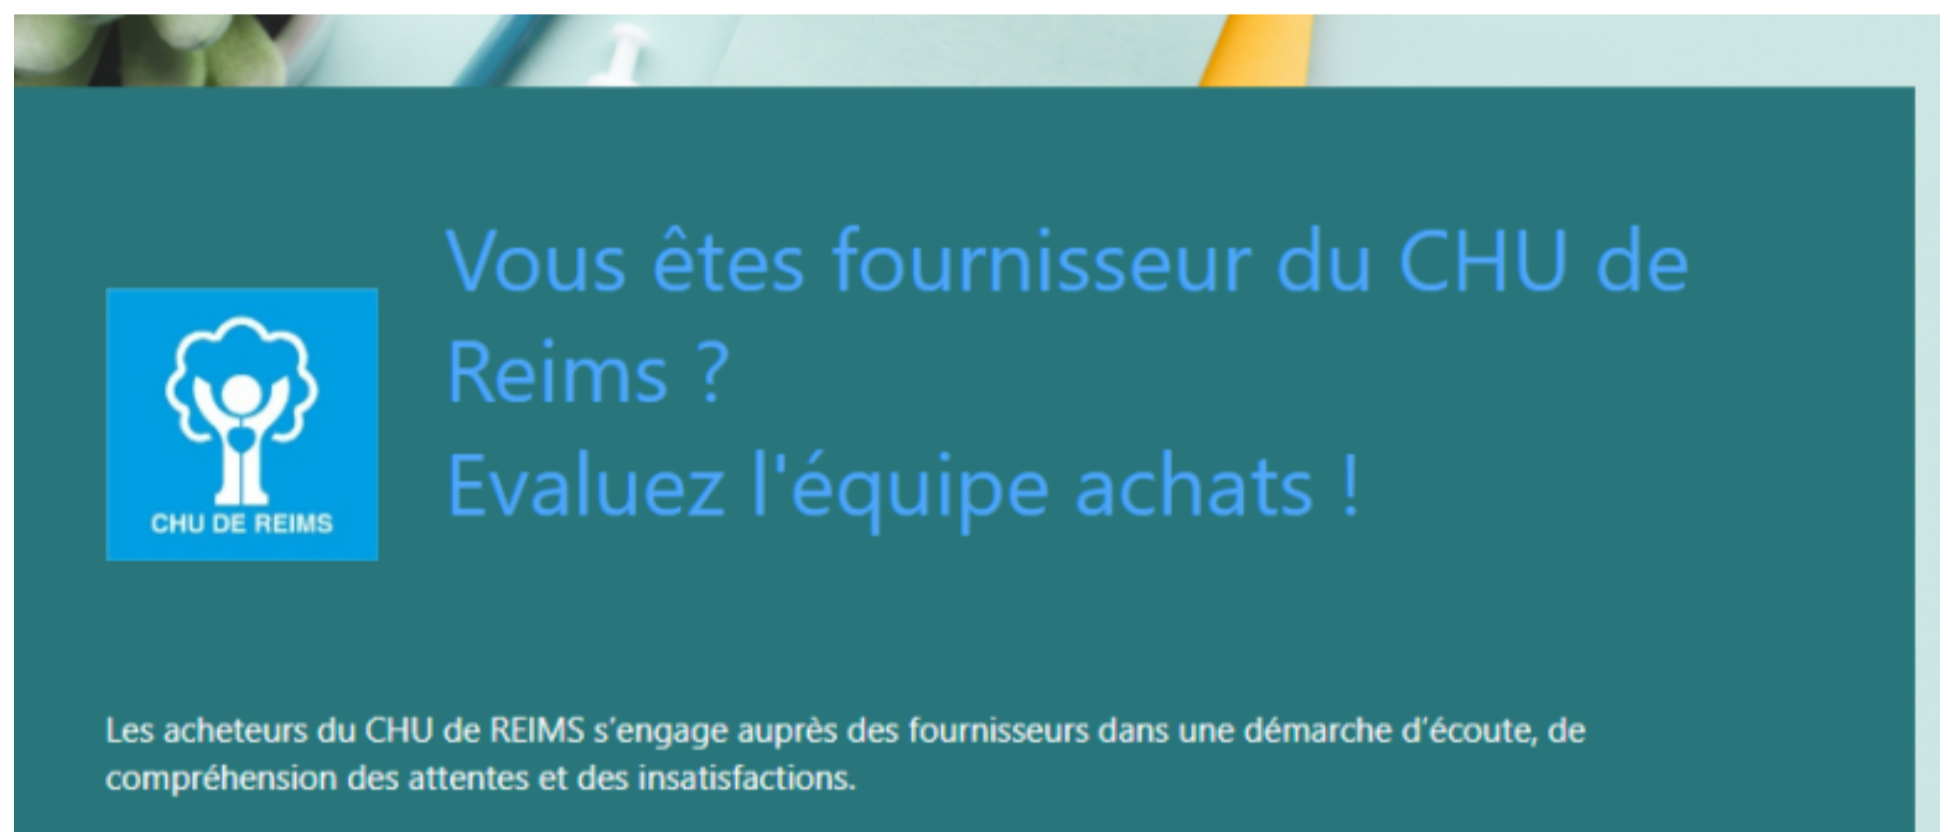 Vous êtes fournisseur du CHU de
Reims ?
Evaluez l'équipe achats !
CHU DE REIMS
Les acheteurs du CHU de REIMS s'engage auprès des fournisseurs dans une démarche d'écoute, de
compréhension des attentes et des insatisfactions.